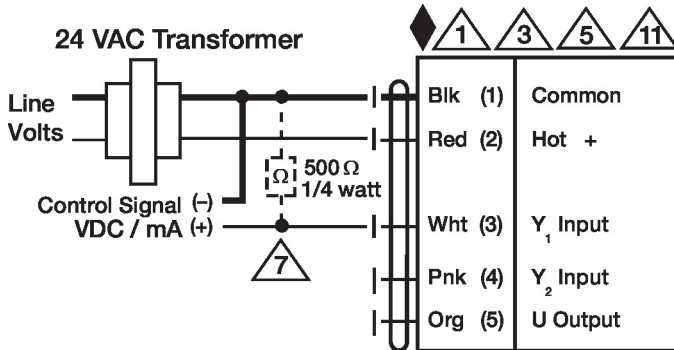 1 3 5 11
24 VAC Transformer
Line
Volts
Blk (1) Common
Red (2) Hot +
Ω 500 Ω
1/4 watt
Control Signal (–)
VDC / mA (+)
Wht (3) Y₁ Input
7
Pnk (4) Y₂ Input
Org (5) U Output